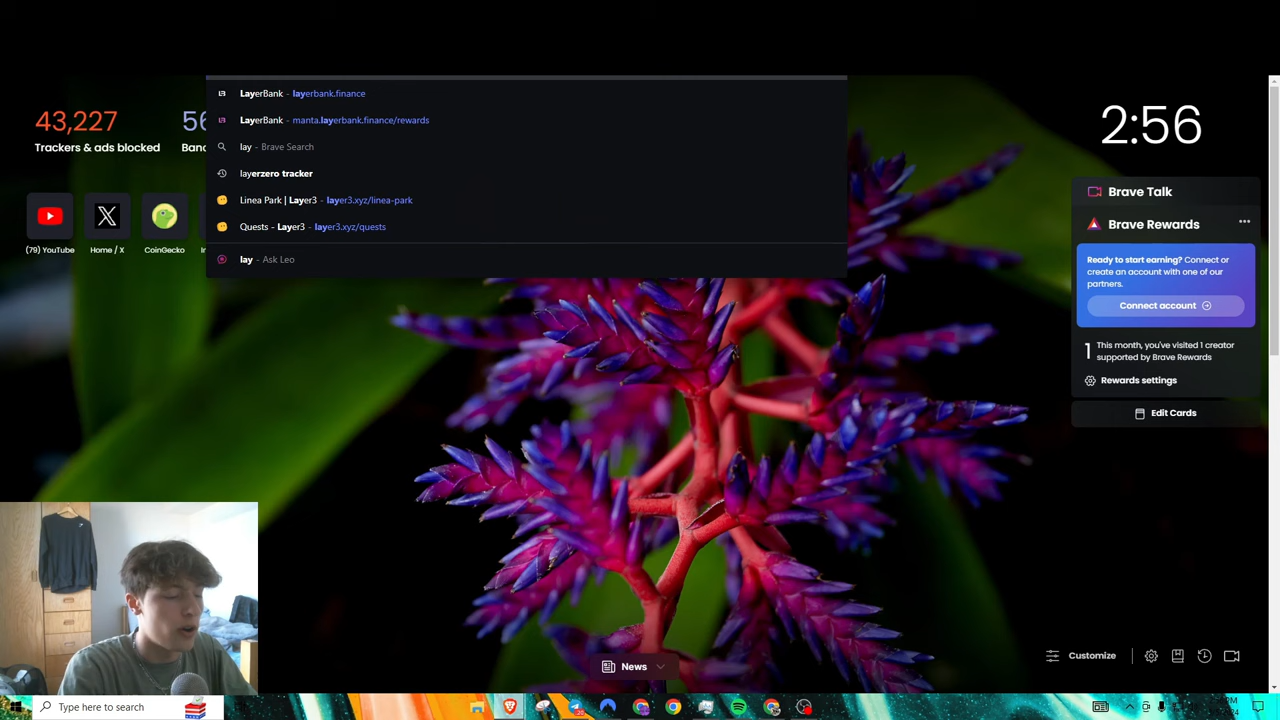 LayerBank - layerbank.finance
LayerBank - manta.layerbank.finance/rewards
lay - Brave Search
layerzero tracker
Linea Park | Layer3 - layer3.xyz/linea-park
Quests - Layer3 - layer3.xyz/quests
lay - Ask Leo
43,227
Trackers & ads blocked
56
Banc
(79) YouTube
Home / X
CoinGecko
2:56
Brave Talk
Brave Rewards
Ready to start earning? Connect or
create an account with one of our
partners.
Connect account
1 This month, you've visited 1 creator
supported by Brave Rewards
Rewards settings
Edit Cards
News
Customize
Type here to search